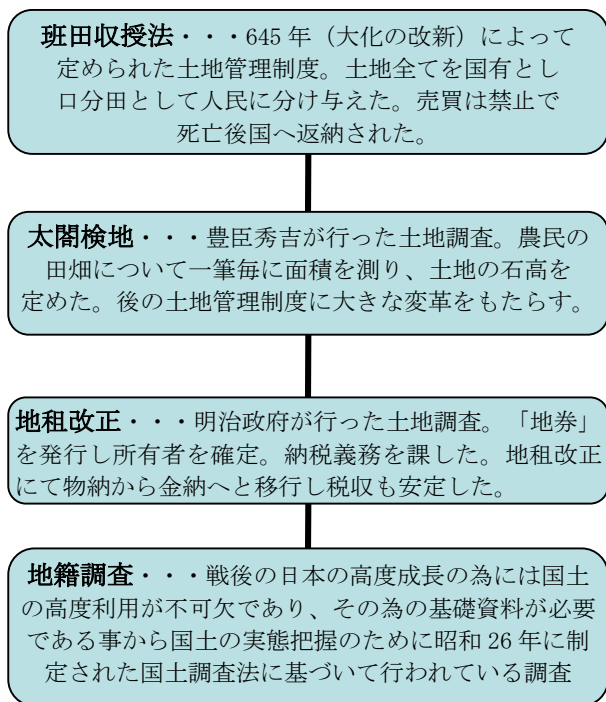 班田収授法・・・645年（大化の改新）によって
定められた土地管理制度。土地全てを国有とし
口分田として人民に分け与えた。売買は禁止で
死亡後国へ返納された。
太閤検地・・・豊臣秀吉が行った土地調査。農民の
田畑について一筆毎に面積を測り、土地の石高を
定めた。後の土地管理制度に大きな変革をもたらす。
地租改正・・・明治政府が行った土地調査。「地券」
を発行し所有者を確定。納税義務を課した。地租改正
にて物納から金納へと移行し税収も安定した。
地籍調査・・・戦後の日本の高度成長の為には国土
の高度利用が不可欠であり、その為の基礎資料が必要
である事から国土の実態把握のために昭和26年に制
定された国土調査法に基づいて行われている調査